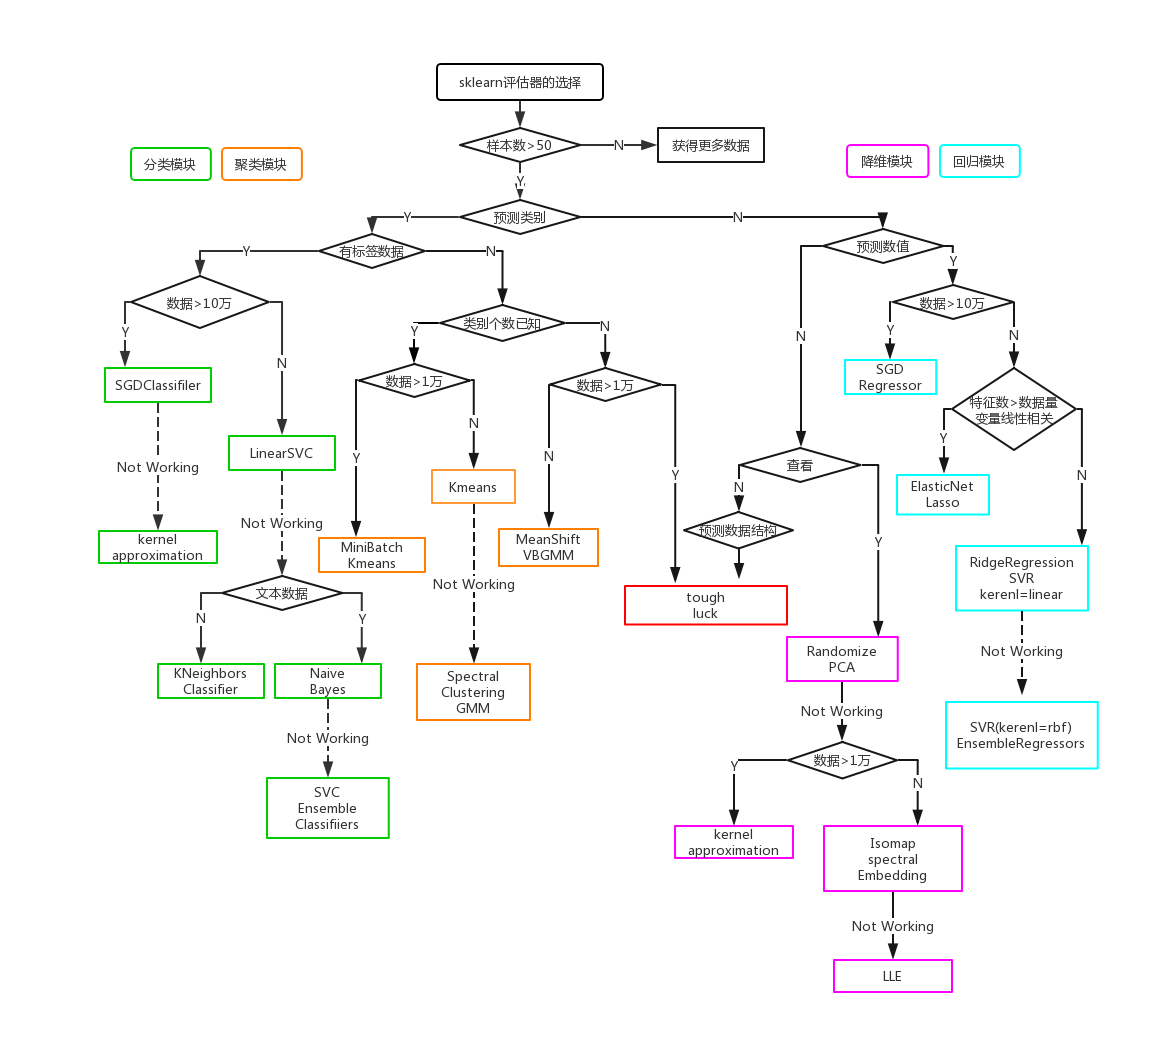 sklearn评估器的选择
样本数>50
N
获得更多数据
Y
分类模块
聚类模块
降维模块
回归模块
预测类别
Y
N
有标签数据
Y
N
预测数值
Y
N
数据>10万
Y
N
类别个数已知
Y
N
数据>10万
Y
N
SGDClassifiler
Not Working
kernel
approximation
LinearSVC
Not Working
文本数据
N
Y
KNeighbors
Classifier
Naive
Bayes
Not Working
SVC
Ensemble
Classifiiers
数据>1万
Y
N
MiniBatch
Kmeans
Kmeans
Not Working
Spectral
Clustering
GMM
数据>1万
N
Y
MeanShift
VBGMM
SGD
Regressor
特征数>数据量
变量线性相关
Y
N
ElasticNet
Lasso
RidgeRegression
SVR
kerenl=linear
Not Working
SVR(kerenl=rbf)
EnsembleRegressors
查看
N
Y
预测数据结构
tough
luck
Randomize
PCA
Not Working
数据>1万
Y
N
kernel
approximation
Isomap
spectral
Embedding
Not Working
LLE